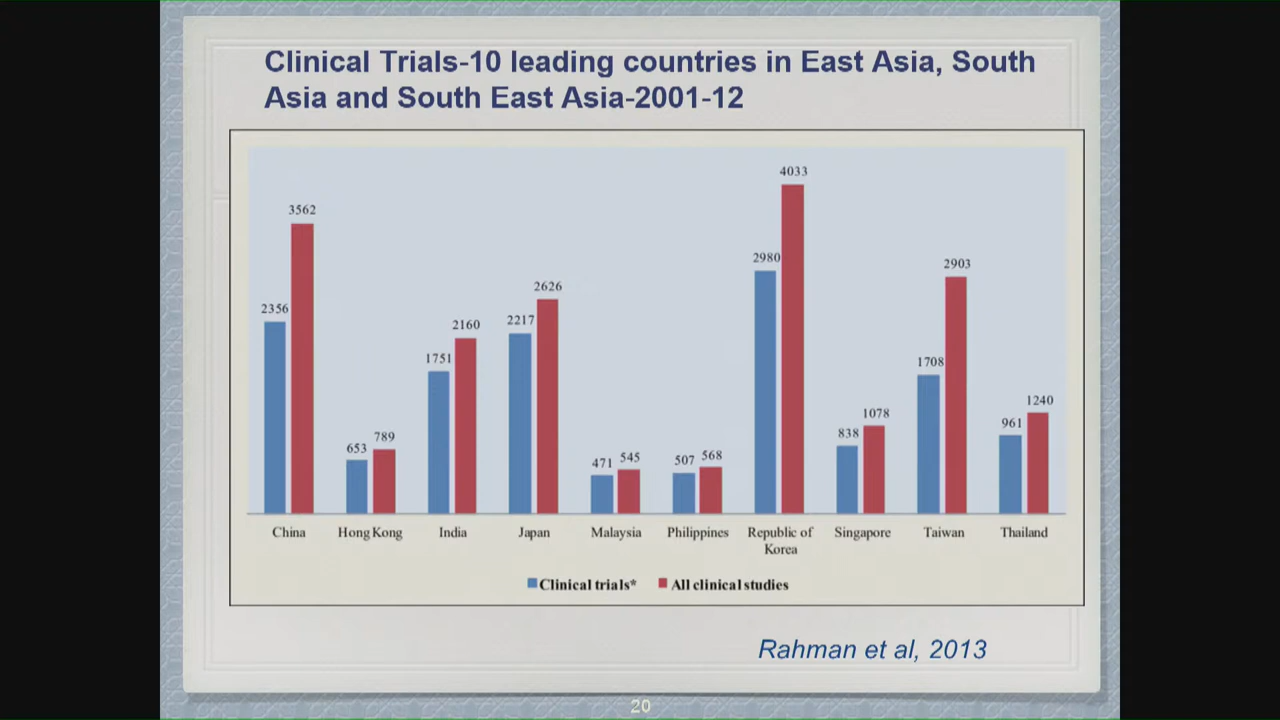 Clinical Trials-10 leading countries in East Asia, South
Asia and South East Asia-2001-12
4033
3562
2980
2903
2626
2356
2217
2160
1751
1708
1240
1078
961
838
789
653
471
545
507
568
China
Hong Kong
India
Japan
Malaysia
Philippines
Republic of
Korea
Singapore
Taiwan
Thailand
Clinical trials*
All clinical studies
Rahman et al, 2013
20